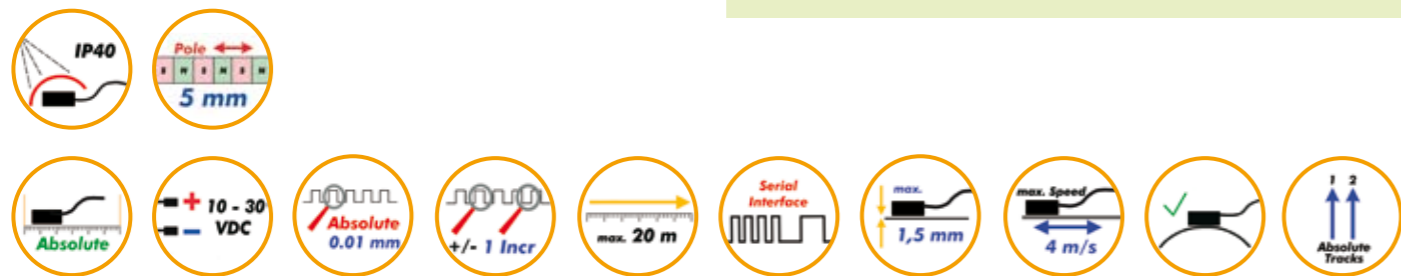 IP40
Pole
5 mm
Absolute
10 - 30
VDC
Absolute
0.01 mm
+/- 1 Incr
max. 20 m
Serial
Interface
max.
1,5 mm
max. Speed
4 m/s
1 2
Absolute
Tracks